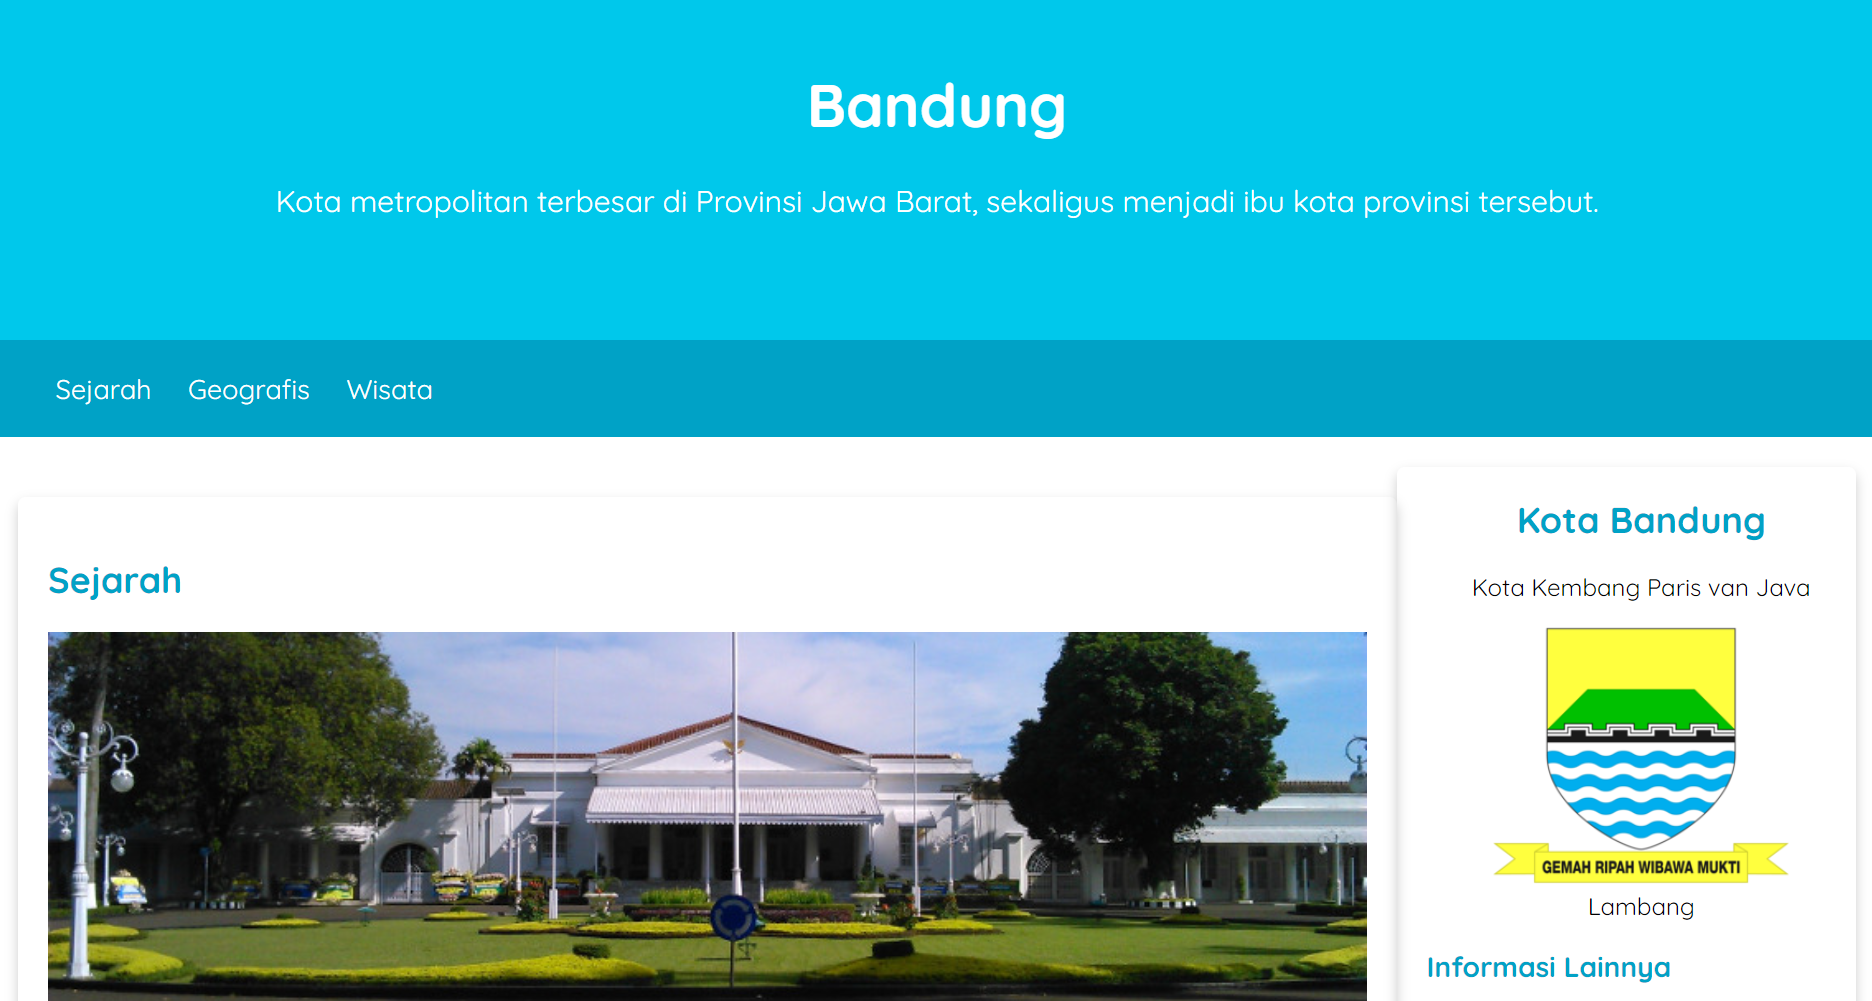 Bandung
Kota metropolitan terbesar di Provinsi Jawa Barat, sekaligus menjadi ibu kota provinsi tersebut.
Sejarah Geografis Wisata
Sejarah
Kota Bandung
Kota Kembang Paris van Java
GEMAH RIPAH WIBAWA MUKTI
Lambang
Informasi Lainnya